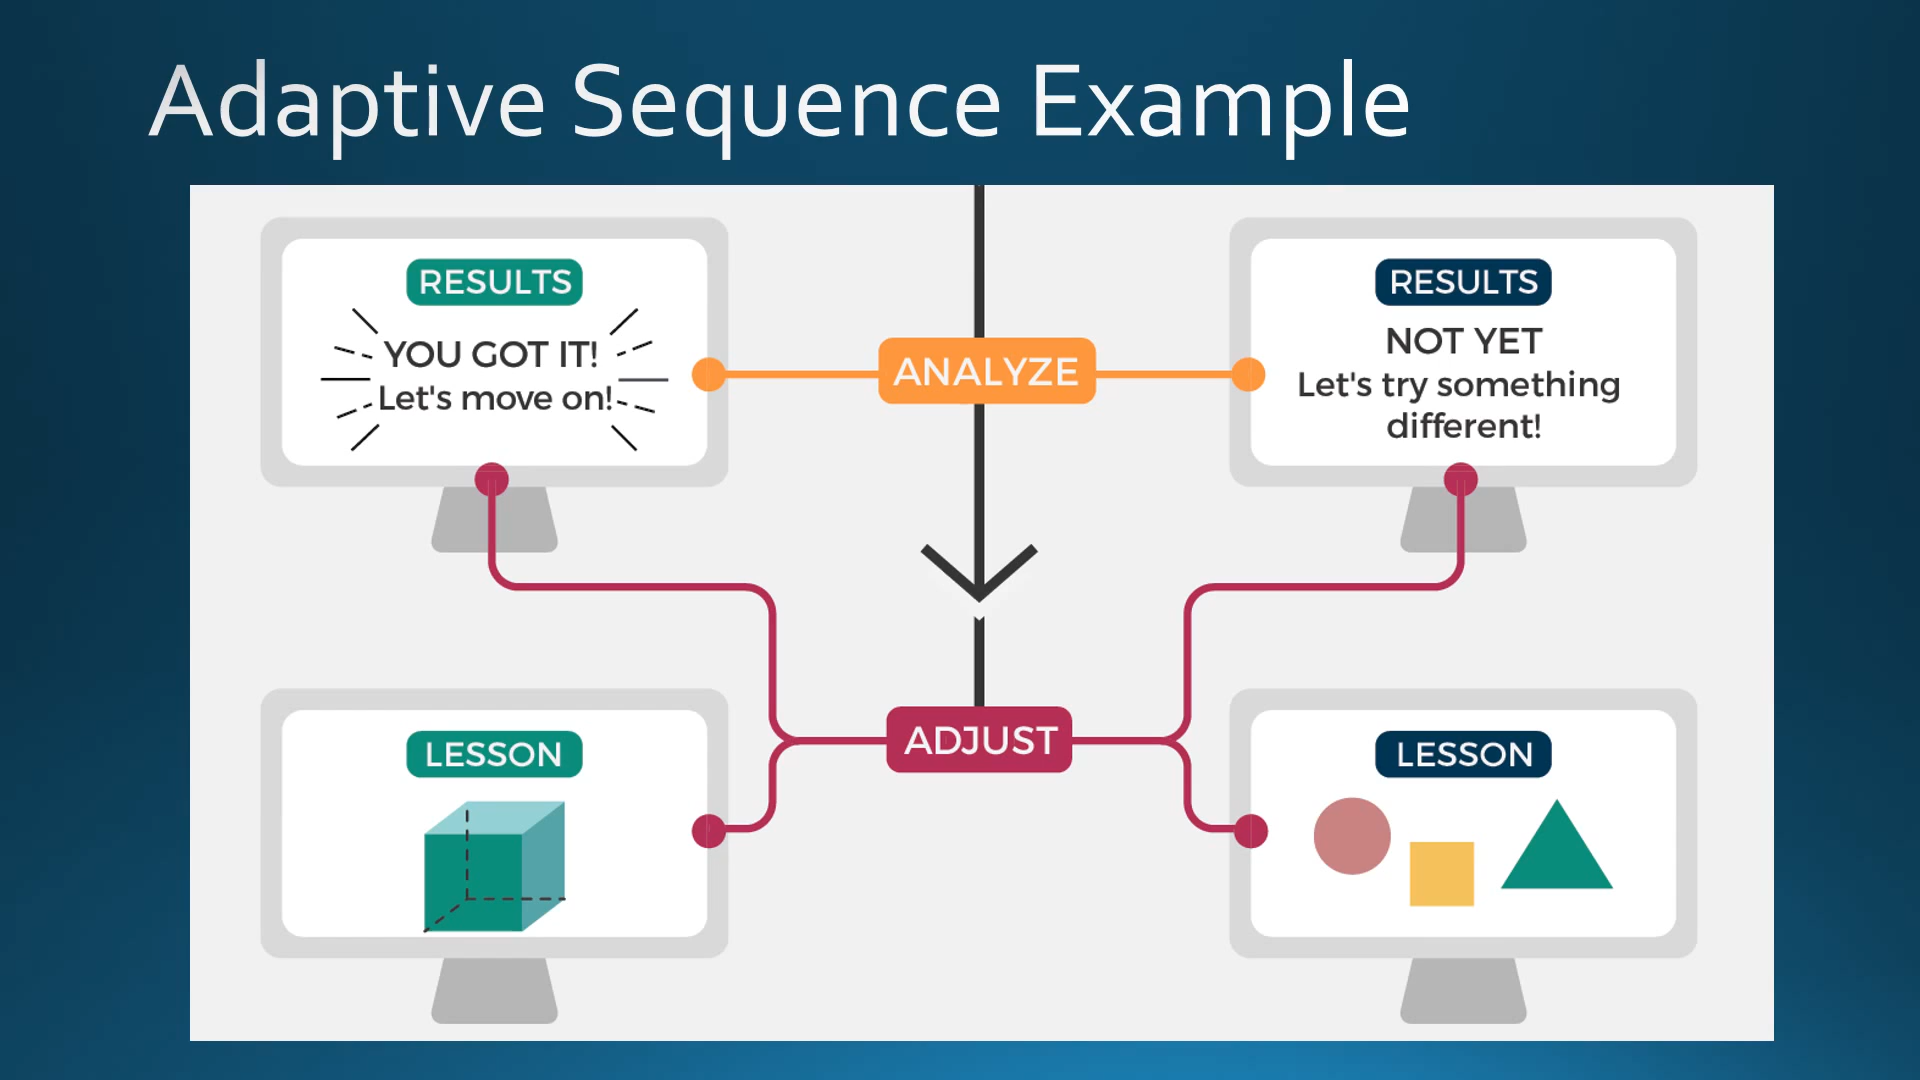 Adaptive Sequence Example
RESULTS
YOU GOT IT!
Let's move on!
ANALYZE
RESULTS
NOT YET
Let's try something
different!
ADJUST
LESSON
LESSON